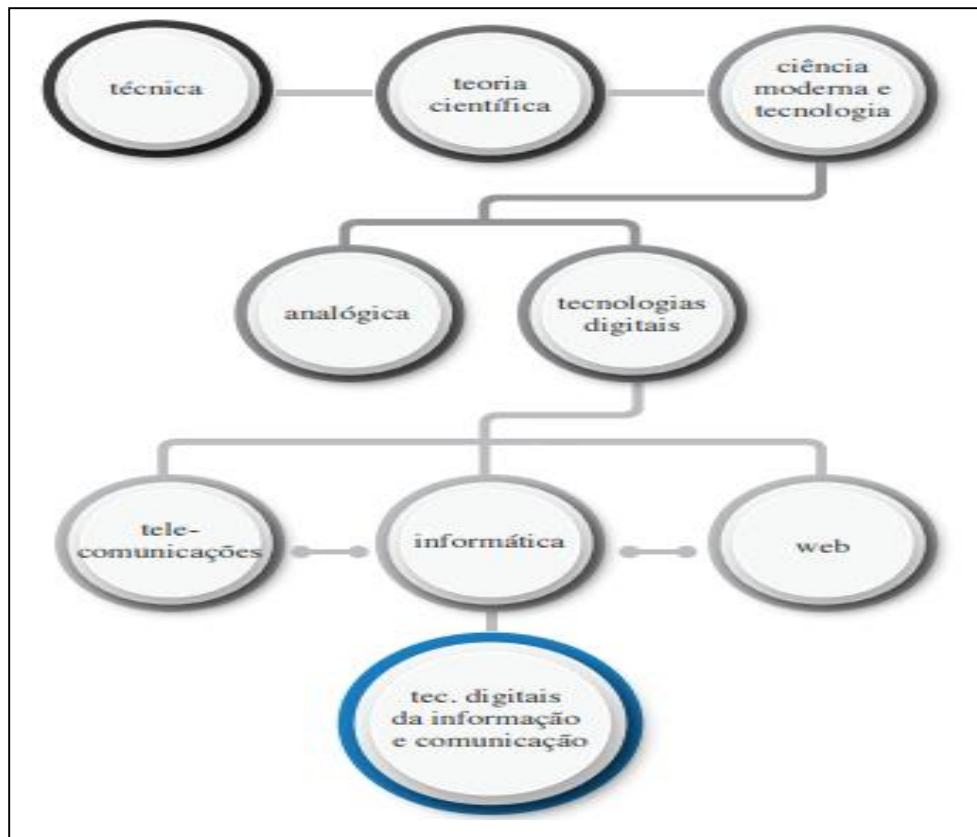 técnica
teoria
científica
ciência
moderna e
tecnologia
analógica
tecnologias
digitais
tele-
comunicações
informática
web
tec. digitais
da informação
e comunicação